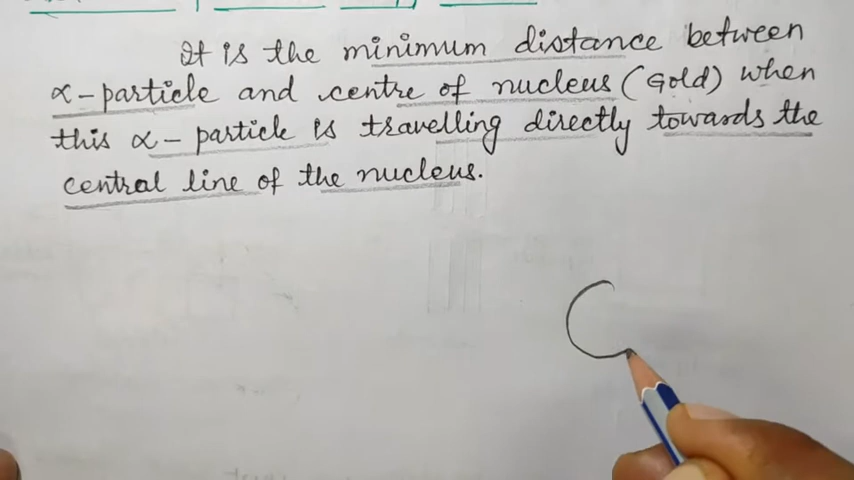 It is the minimum distance between
α-particle and centre of nucleus (Gold) when
this α-particle is travelling directly towards the
central line of the nucleus.